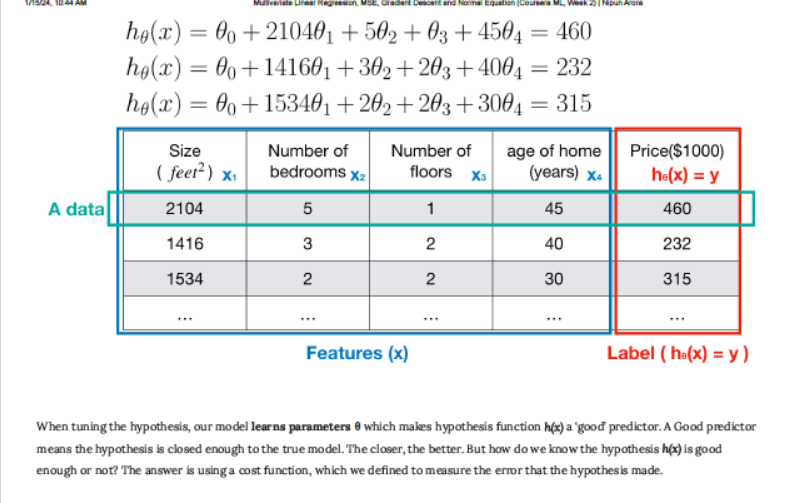 1/15/24, 10:44 AM Multivariate Linear Regression, MSE, Gradient Descent and Normal Equation (Coursera ML, Week 2) | Nipun Arora
hθ(x) = θ₀ + 2104θ₁ + 5θ₂ + θ₃ + 45θ₄ = 460
hθ(x) = θ₀ + 1416θ₁ + 3θ₂ + 2θ₃ + 40θ₄ = 232
hθ(x) = θ₀ + 1534θ₁ + 2θ₂ + 2θ₃ + 30θ₄ = 315
Size Number of Number of age of home Price($1000)
( feet²) x₁ bedrooms x₂ floors x₃ (years) x₄ hθ(x) = y
A data 2104 5 1 45 460
1416 3 2 40 232
1534 2 2 30 315
... ... ... ... ...
Features (x) Label ( hθ(x) = y )
When tuning the hypothesis, our model learns parameters θ which makes hypothesis function h(x) a 'good' predictor. A Good predictor
means the hypothesis is closed enough to the true model. The closer, the better. But how do we know the hypothesis h(x) is good
enough or not? The answer is using a cost function, which we defined to measure the error that the hypothesis made.